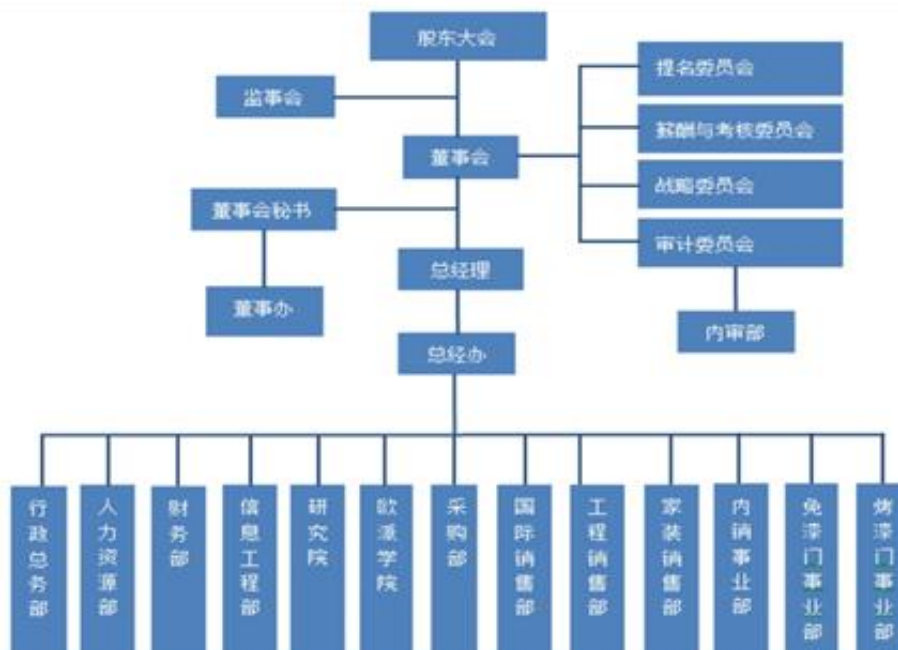 股东大会
提名委员会
监事会
薪酬与考核委员会
董事会
战略委员会
董事会秘书
审计委员会
总经理
董事办
内审部
总经办
行政总务部
人力资源部
财务部
信息工程部
研究院
欧派学院
采购部
国际销售部
工程销售部
家装销售部
内销事业部
免漆门事业部
烤漆门事业部